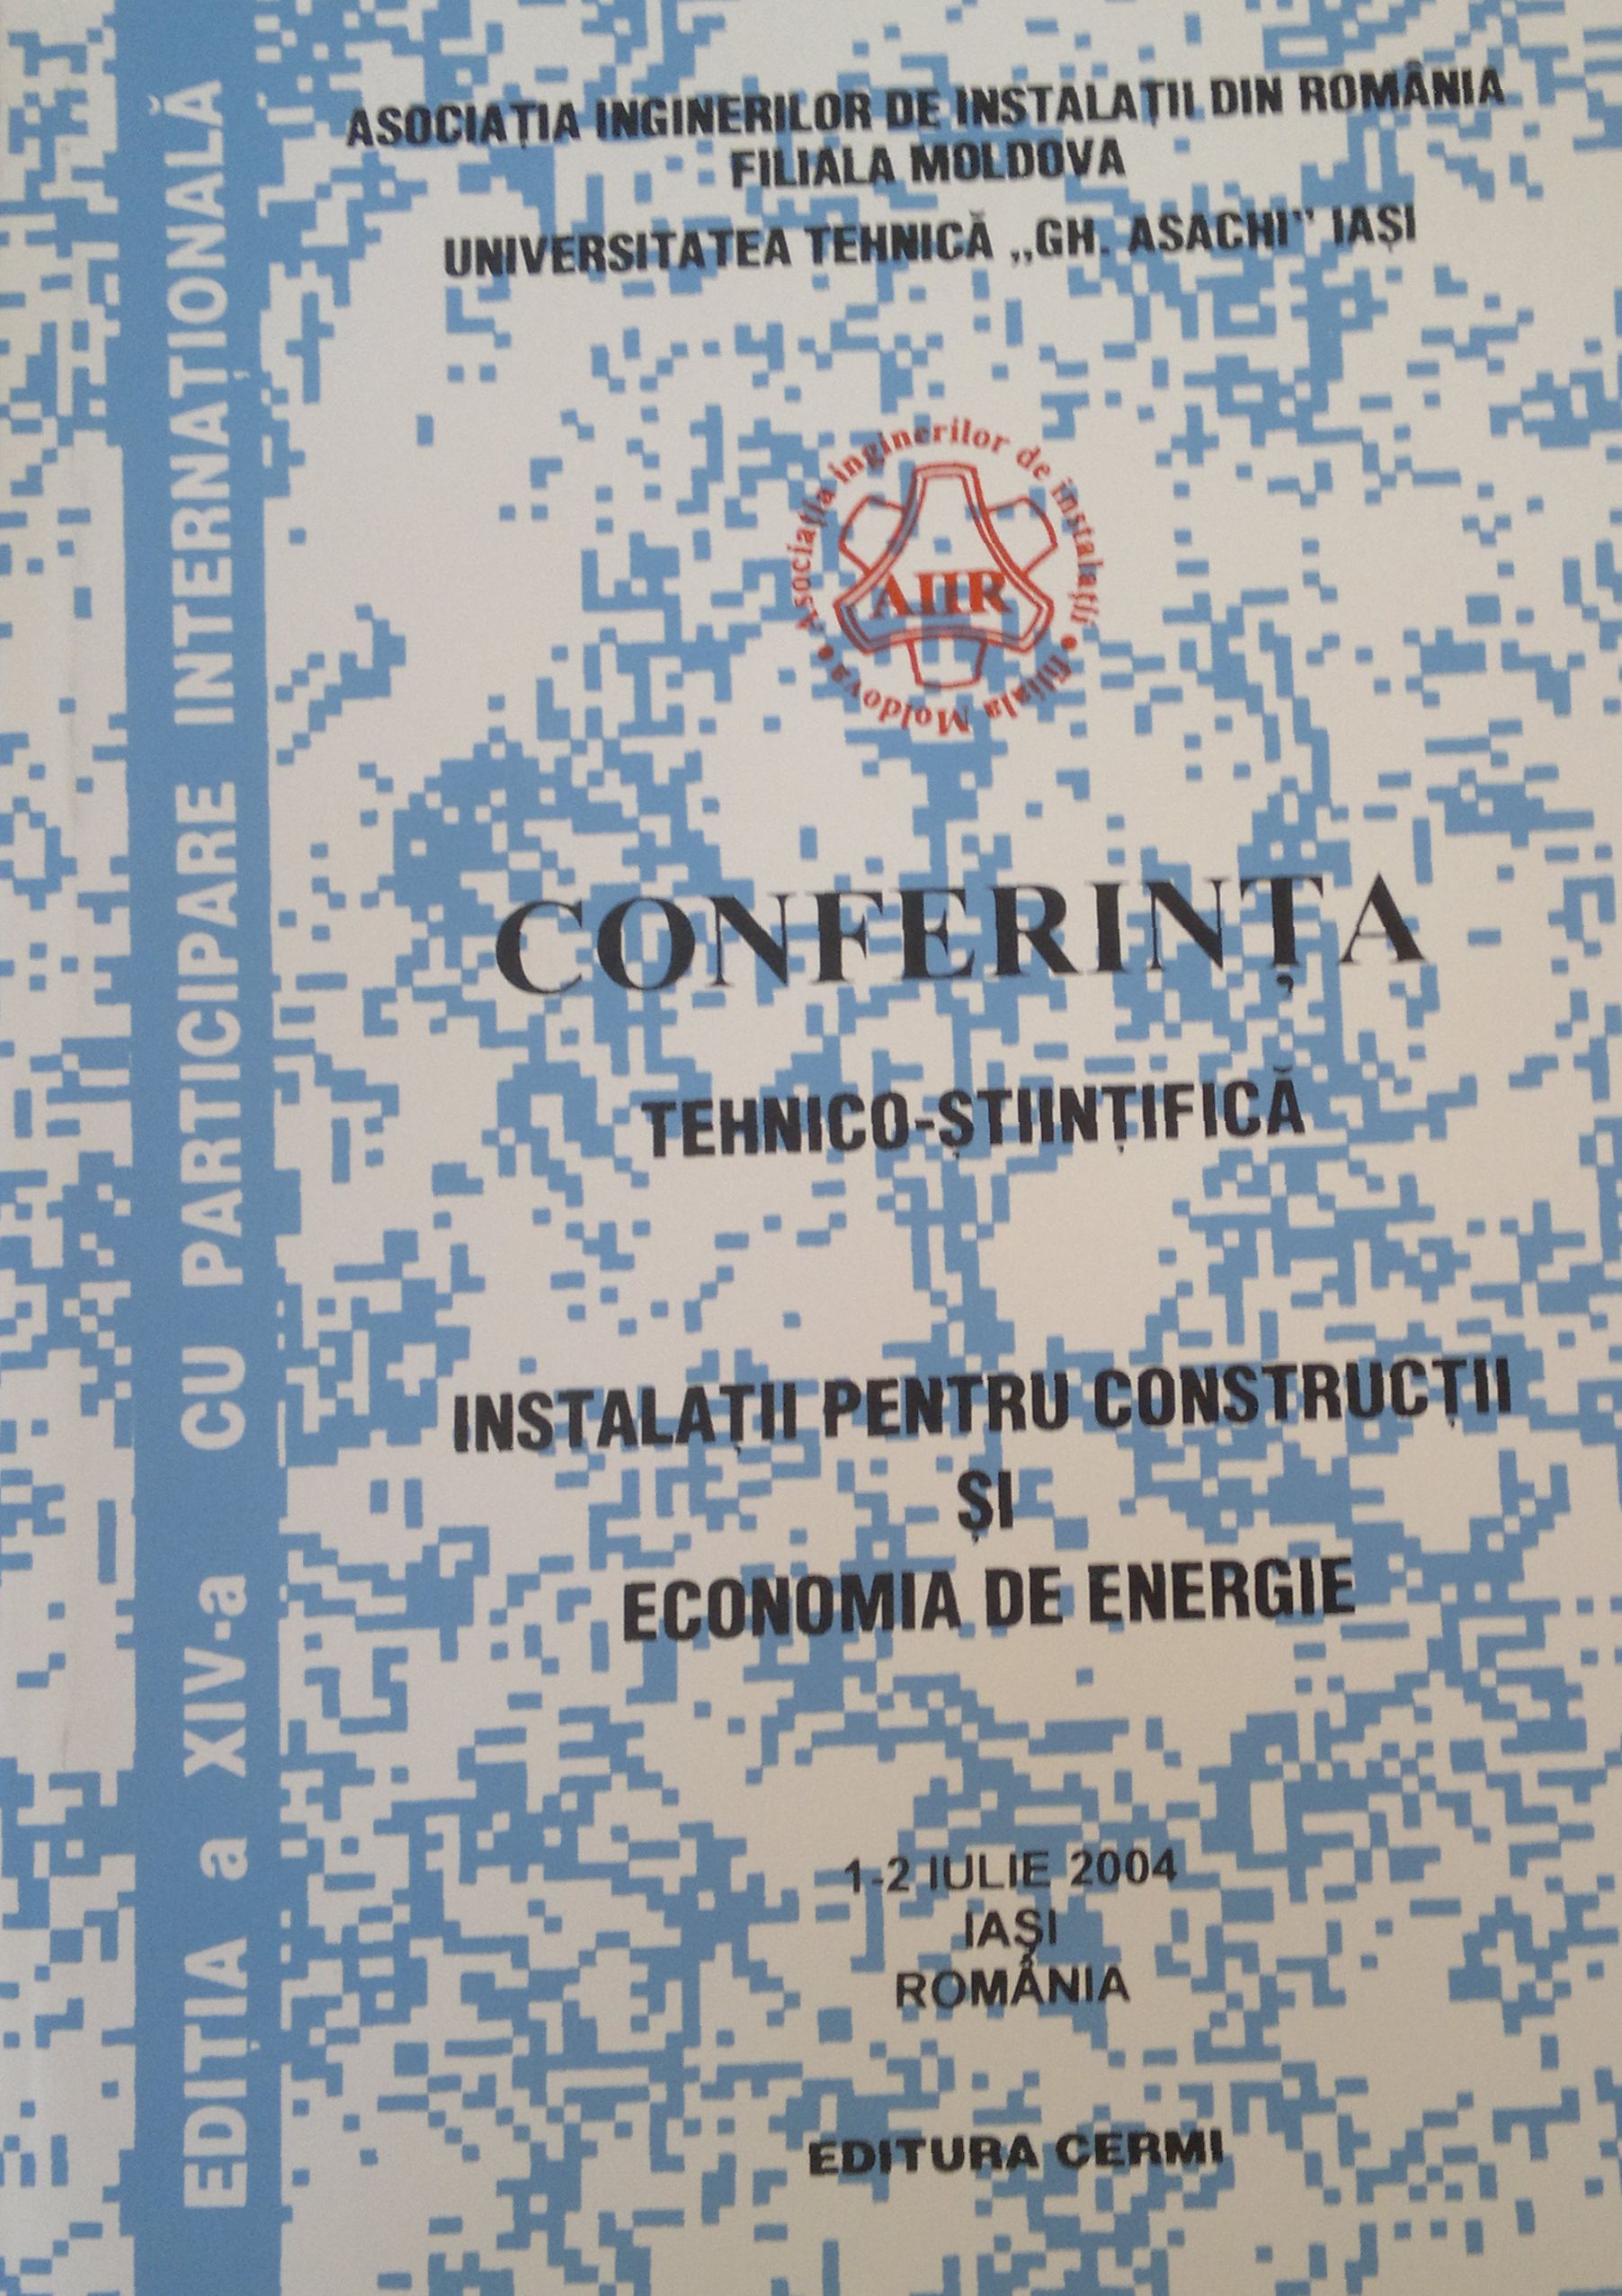 ASOCIAȚIA INGINERILOR DE INSTALAȚII DIN ROMÂNIA
FILIALA MOLDOVA
UNIVERSITATEA TEHNICĂ „GH. ASACHI” IAȘI
Asociația inginerilor de instalații • filiala Moldova •
AIIR
CONFERINȚA
TEHNICO-ȘTIINȚIFICĂ
INSTALAȚII PENTRU CONSTRUCȚII
ȘI
ECONOMIA DE ENERGIE
1-2 IULIE 2004
IAȘI
ROMÂNIA
EDITURA CERMI
EDIȚIA a XIV-a CU PARTICIPARE INTERNAȚIONALĂ